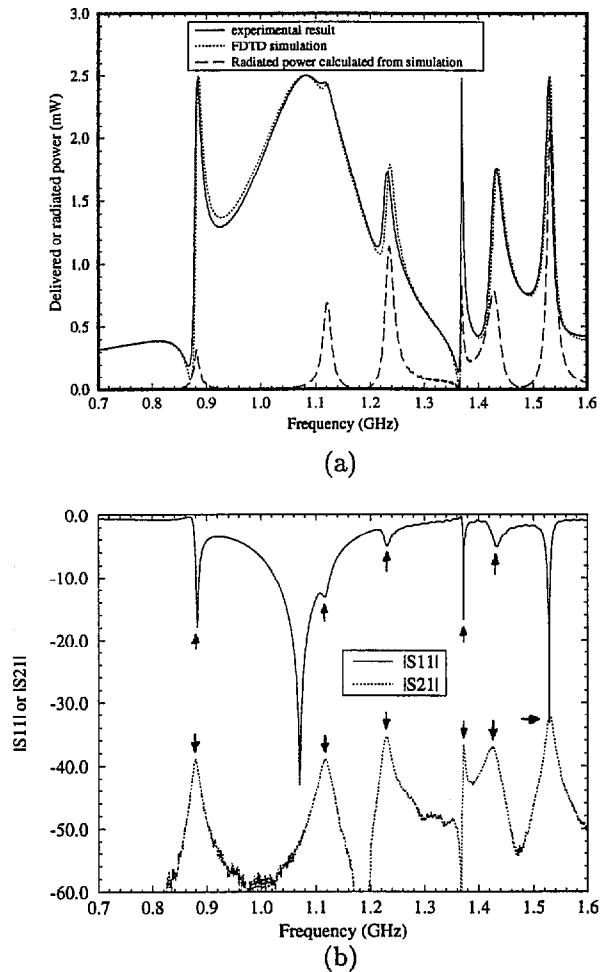 experimental result
FDTD simulation
Radiated power calculated from simulation
3.0
2.5
2.0
1.5
1.0
0.5
0.0
Delivered or radiated power (mW)
0.7 0.8 0.9 1.0 1.1 1.2 1.3 1.4 1.5 1.6
Frequency (GHz)
(a)
0.0
-10.0
-20.0
-30.0
-40.0
-50.0
-60.0
|S11| or |S21|
|S11|
|S21|
0.7 0.8 0.9 1.0 1.1 1.2 1.3 1.4 1.5 1.6
Frequency (GHz)
(b)